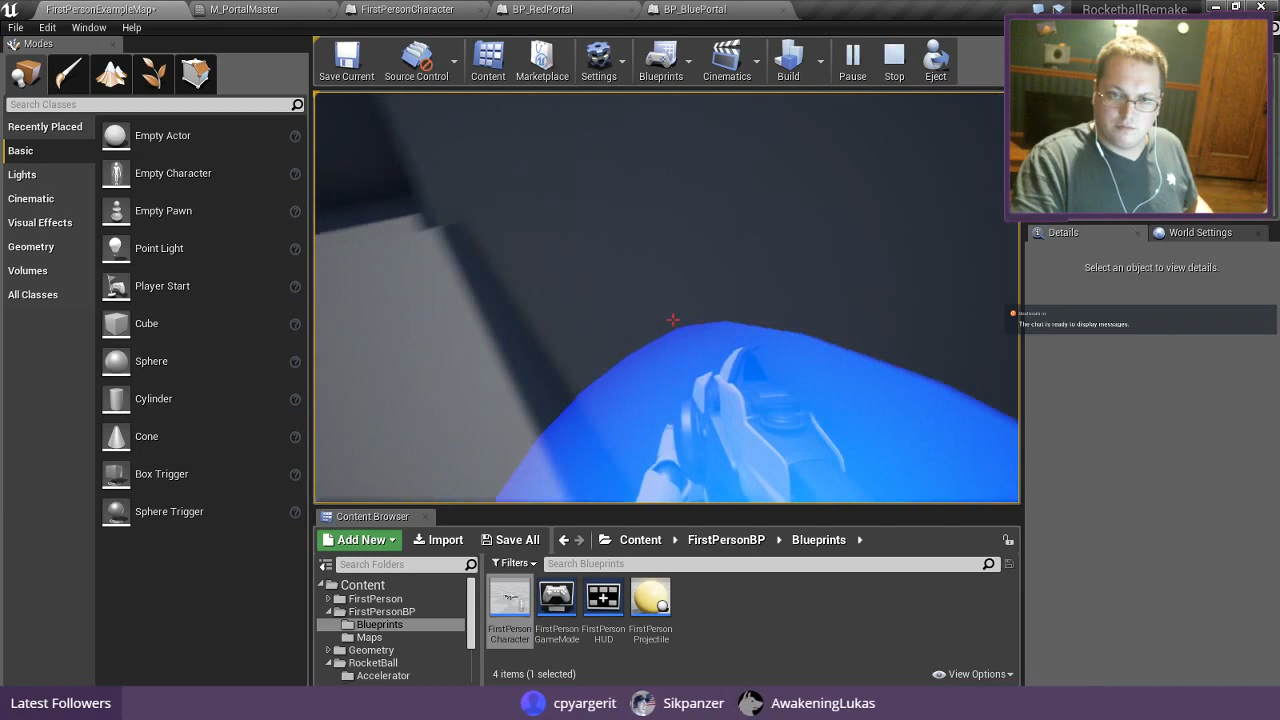 FirstPersonExampleMap*
M_PortalMaster
FirstPersonCharacter
BP_RedPortal
BP_BluePortal
RocketballRemake
File Edit Window Help
Modes
Search Classes
Recently Placed
Basic
Lights
Cinematic
Visual Effects
Geometry
Volumes
All Classes
Empty Actor
Empty Character
Empty Pawn
Point Light
Player Start
Cube
Sphere
Cylinder
Cone
Box Trigger
Sphere Trigger
Save Current
Source Control
Content
Marketplace
Settings
Blueprints
Cinematics
Build
Pause
Stop
Eject
Details
World Settings
Select an object to view details.
The chat is ready to display messages.
Content Browser
Add New
Import
Save All
Content
FirstPersonBP
Blueprints
Search Folders
Filters
Search Blueprints
Content
FirstPerson
FirstPersonBP
Blueprints
Maps
Geometry
RocketBall
Accelerator
FirstPerson
Character
FirstPerson
GameMode
FirstPerson
HUD
FirstPerson
Projectile
4 items (1 selected)
View Options
Latest Followers
cpyargerit
Sikpanzer
AwakeningLukas